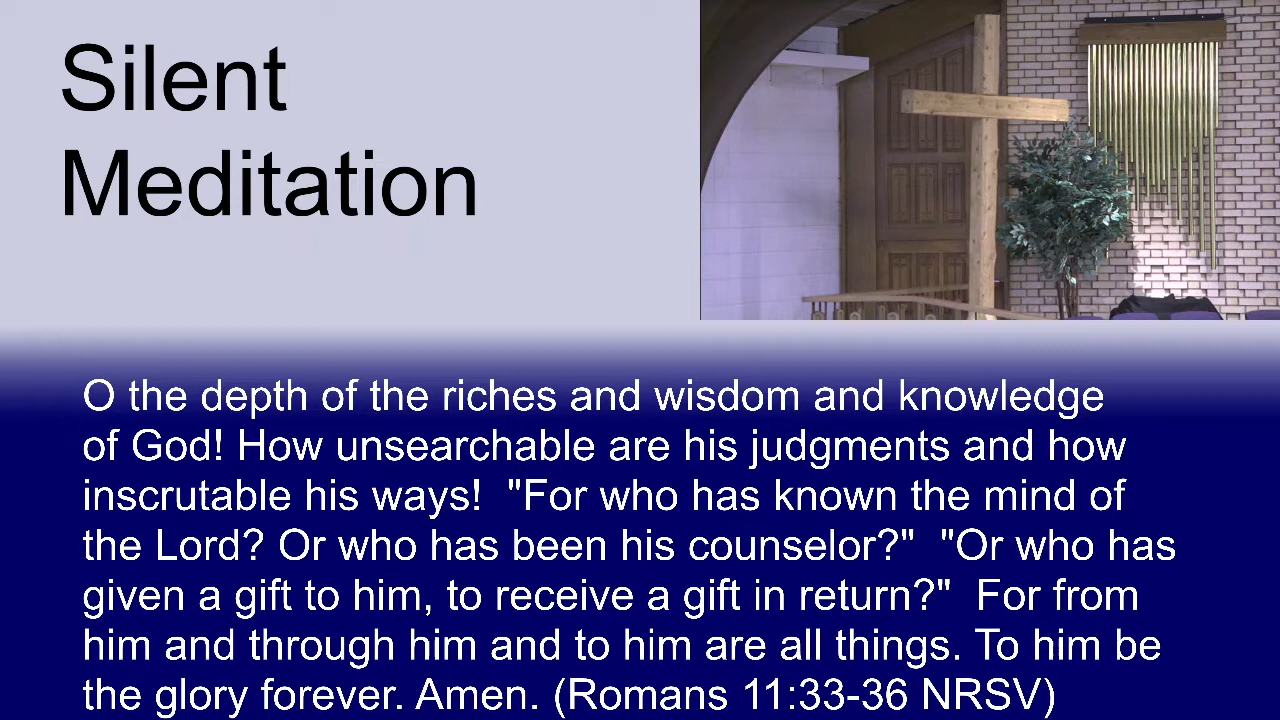 Silent
Meditation
O the depth of the riches and wisdom and knowledge
of God! How unsearchable are his judgments and how
inscrutable his ways!  "For who has known the mind of
the Lord? Or who has been his counselor?"  "Or who has
given a gift to him, to receive a gift in return?"  For from
him and through him and to him are all things. To him be
the glory forever. Amen. (Romans 11:33-36 NRSV)